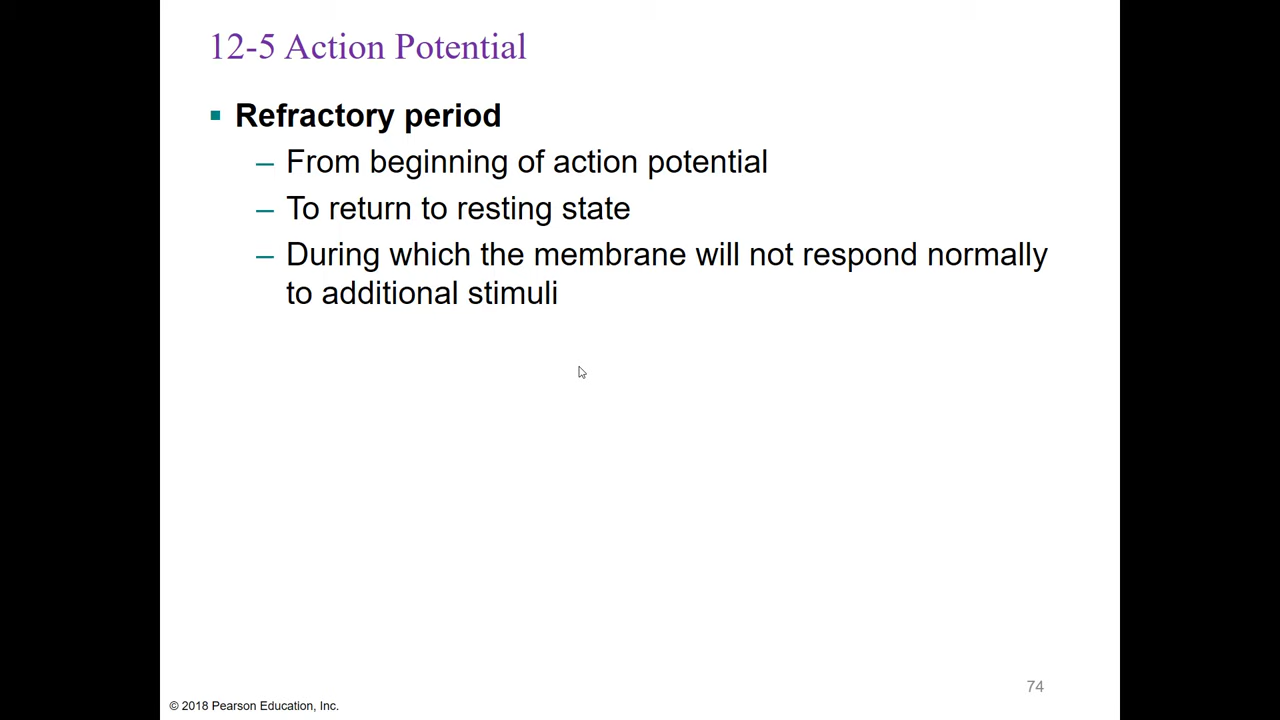 12-5 Action Potential
▪ Refractory period
– From beginning of action potential
– To return to resting state
– During which the membrane will not respond normally
to additional stimuli
74
© 2018 Pearson Education, Inc.